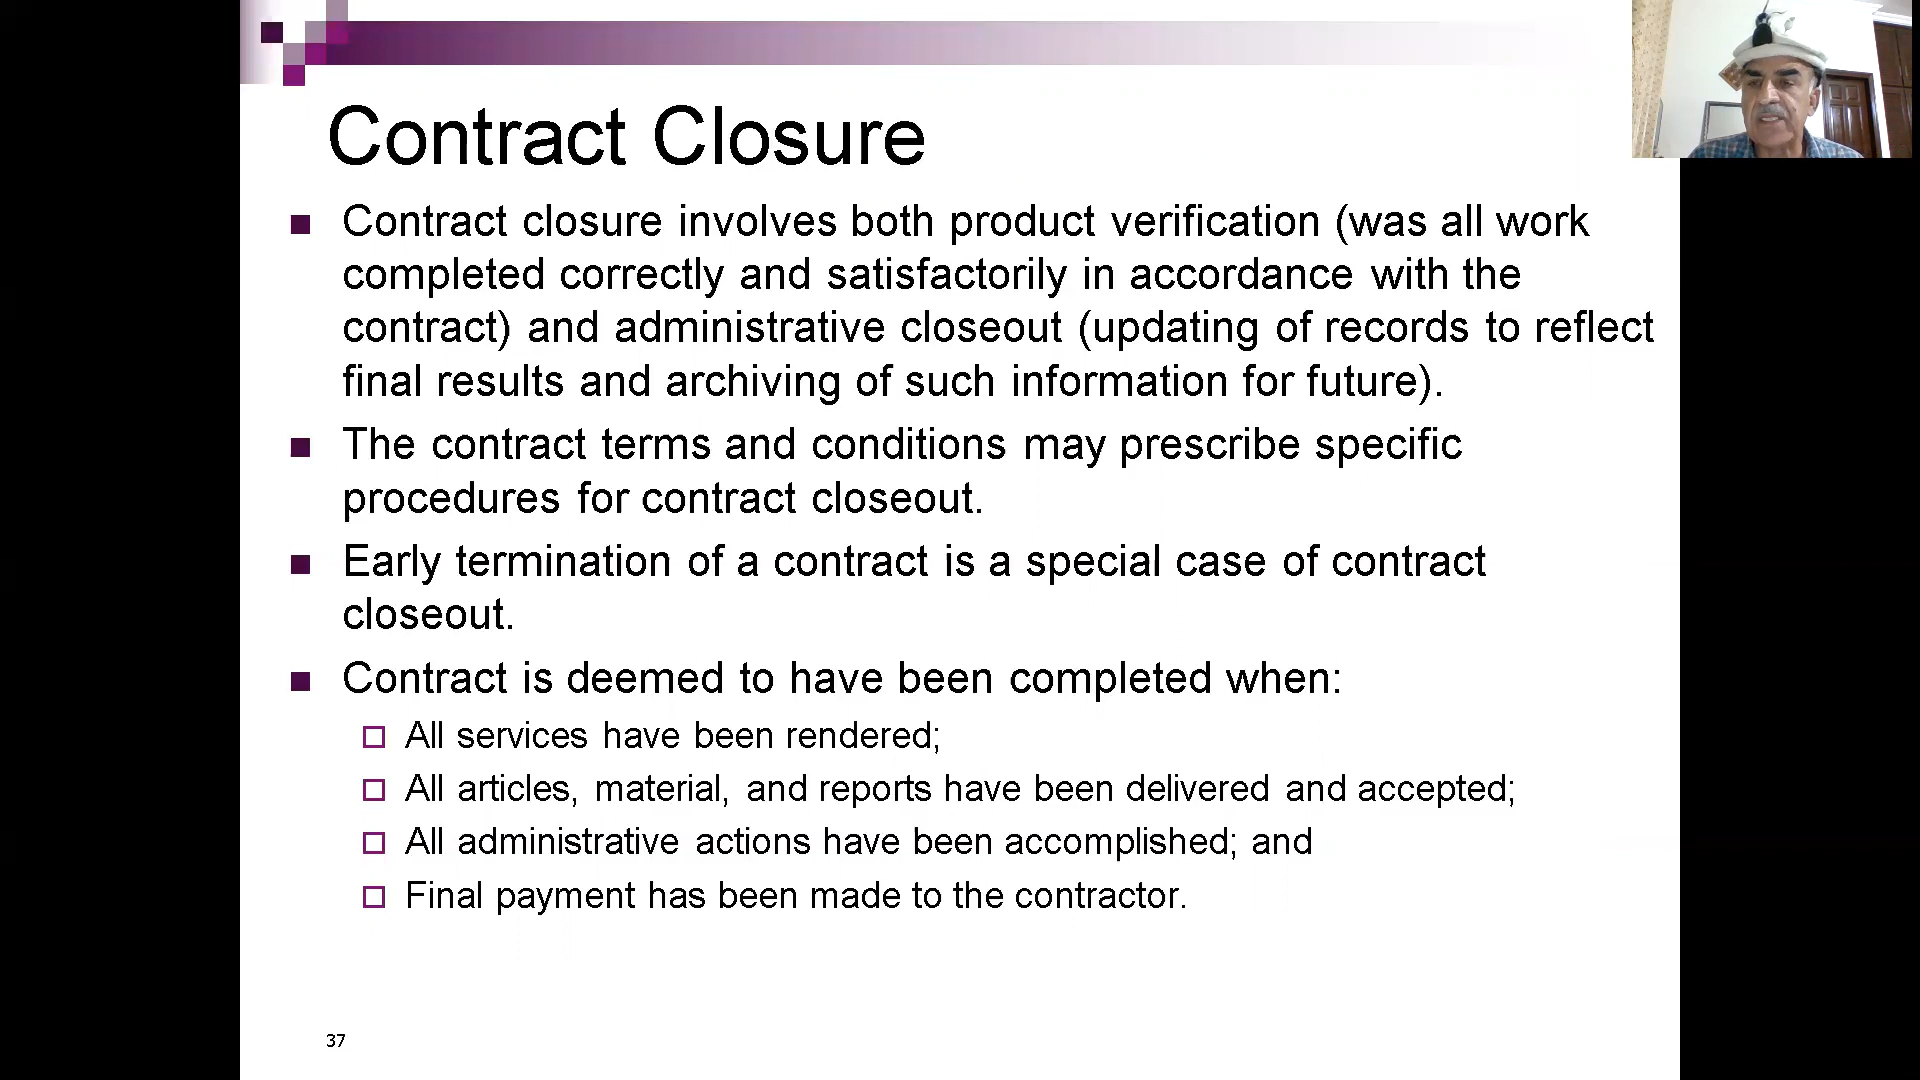 Contract Closure
Contract closure involves both product verification (was all work
completed correctly and satisfactorily in accordance with the
contract) and administrative closeout (updating of records to reflect
final results and archiving of such information for future).
The contract terms and conditions may prescribe specific
procedures for contract closeout.
Early termination of a contract is a special case of contract
closeout.
Contract is deemed to have been completed when:
All services have been rendered;
All articles, material, and reports have been delivered and accepted;
All administrative actions have been accomplished; and
Final payment has been made to the contractor.
37